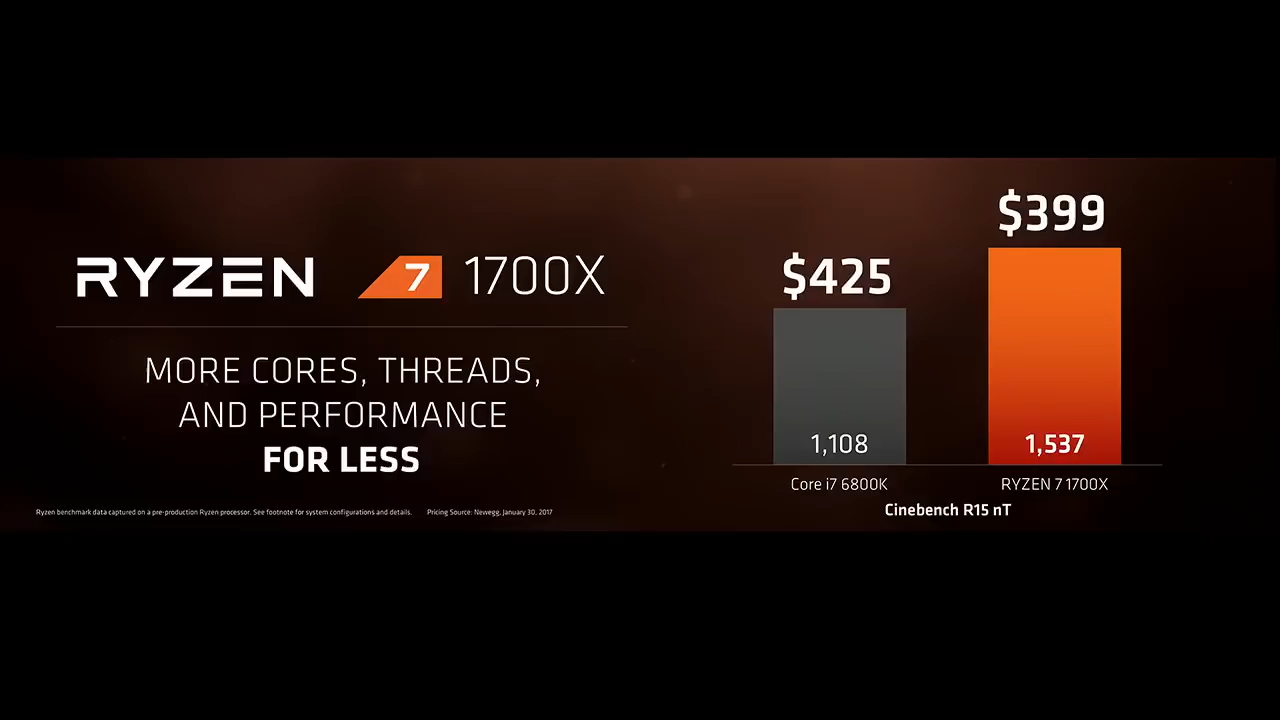 RYZEN 7 1700X
MORE CORES, THREADS,
AND PERFORMANCE
FOR LESS
Ryzen benchmark data captured on a pre-production Ryzen processor. See footnote for system configurations and details. Pricing Source: Newegg, January 30, 2017
$425
$399
1,108
1,537
Core i7 6800K
RYZEN 7 1700X
Cinebench R15 nT